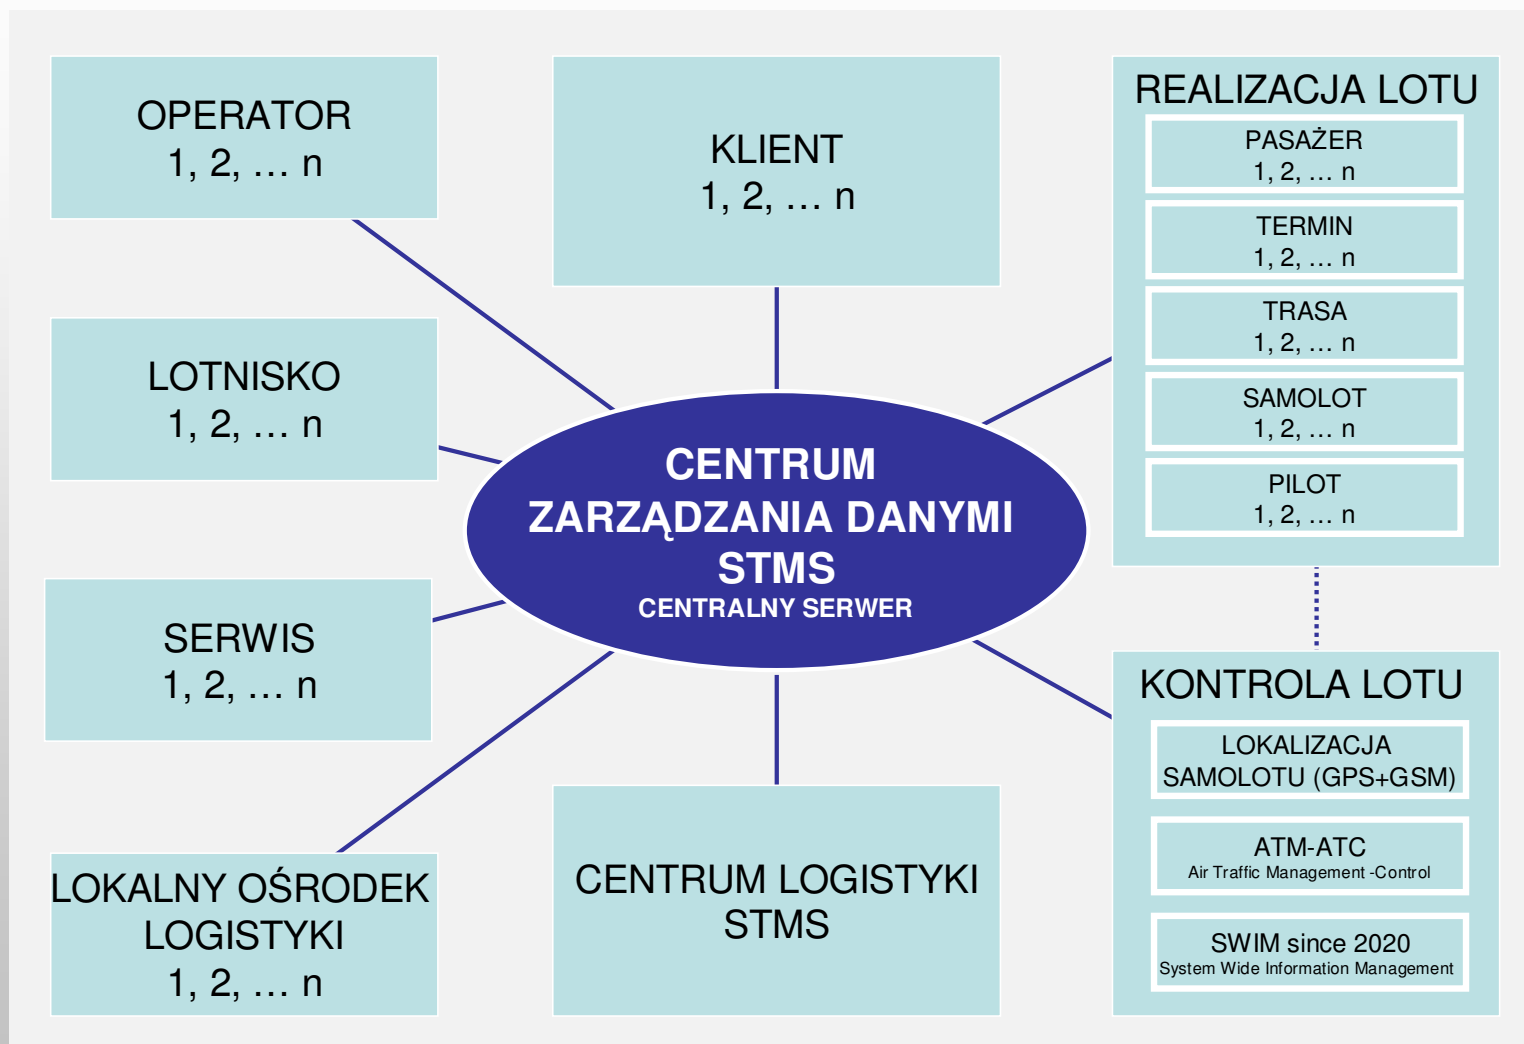 OPERATOR
1, 2, … n
KLIENT
1, 2, … n
REALIZACJA LOTU
PASAŻER
1, 2, … n
TERMIN
1, 2, … n
TRASA
1, 2, … n
SAMOLOT
1, 2, … n
PILOT
1, 2, … n
LOTNISKO
1, 2, … n
CENTRUM
ZARZĄDZANIA DANYMI
STMS
CENTRALNY SERWER
SERWIS
1, 2, … n
KONTROLA LOTU
LOKALIZACJA
SAMOLOTU (GPS+GSM)
ATM-ATC
Air Traffic Management -Control
SWIM since 2020
System Wide Information Management
LOKALNY OŚRODEK
LOGISTYKI
1, 2, … n
CENTRUM LOGISTYKI
STMS